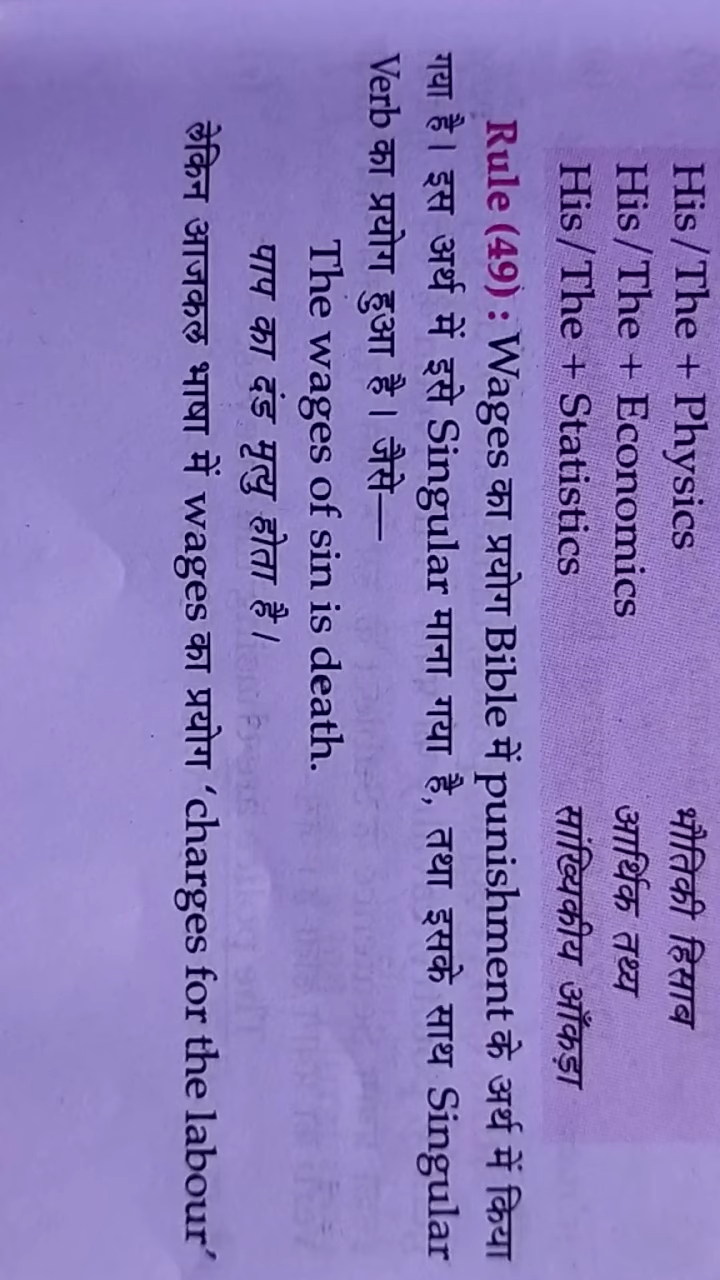 His/The + Physics भौतिकी हिसाब
His/The + Economics आर्थिक तथ्य
His/The + Statistics सांख्यिकीय आँकड़ा
Rule (49) : Wages का प्रयोग Bible में punishment के अर्थ में किया
गया है। इस अर्थ में इसे Singular माना गया है, तथा इसके साथ Singular
Verb का प्रयोग हुआ है। जैसे—
The wages of sin is death.
पाप का दंड मृत्यु होता है।
लेकिन आजकल भाषा में wages का प्रयोग ‘charges for the labour’